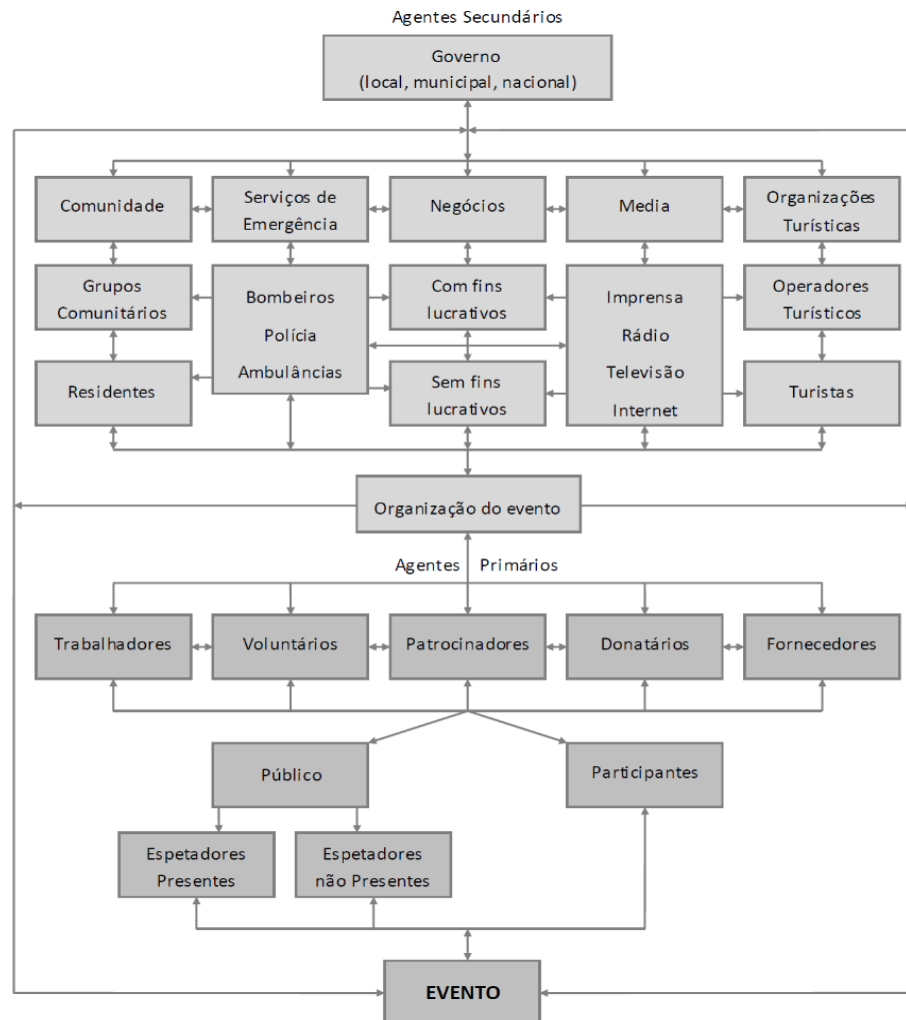 Agentes Secundários
Governo
(local, municipal, nacional)
Comunidade
Serviços de
Emergência
Negócios
Media
Organizações
Turísticas
Grupos
Comunitários
Bombeiros
Polícia
Ambulâncias
Com fins
lucrativos
Imprensa
Rádio
Televisão
Internet
Operadores
Turísticos
Residentes
Sem fins
lucrativos
Turistas
Organização do evento
Agentes Primários
Trabalhadores
Voluntários
Patrocinadores
Donatários
Fornecedores
Público
Participantes
Espetadores
Presentes
Espetadores
não Presentes
EVENTO